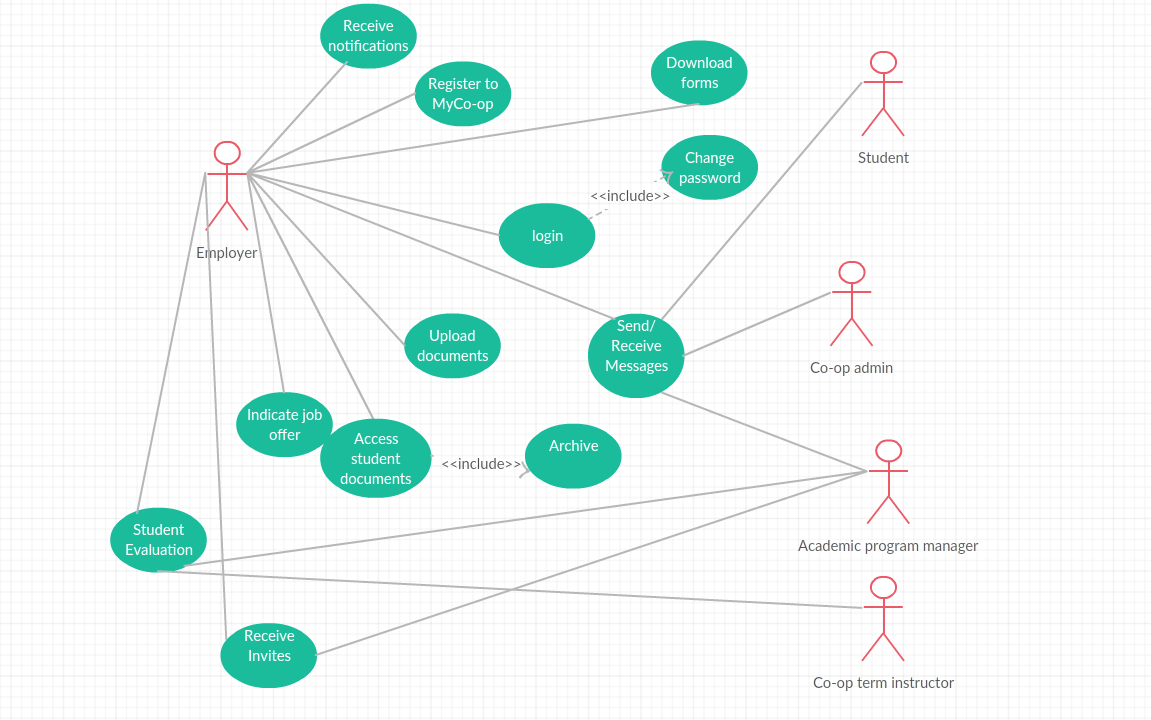 Receive
notifications
Register to
MyCo-op
Download
forms
Student
Change
password
<<include>>
login
Employer
Send/
Receive
Messages
Co-op admin
Upload
documents
Indicate job
offer
Access
student
documents
<<include>>
Archive
Academic program manager
Student
Evaluation
Receive
Invites
Co-op term instructor